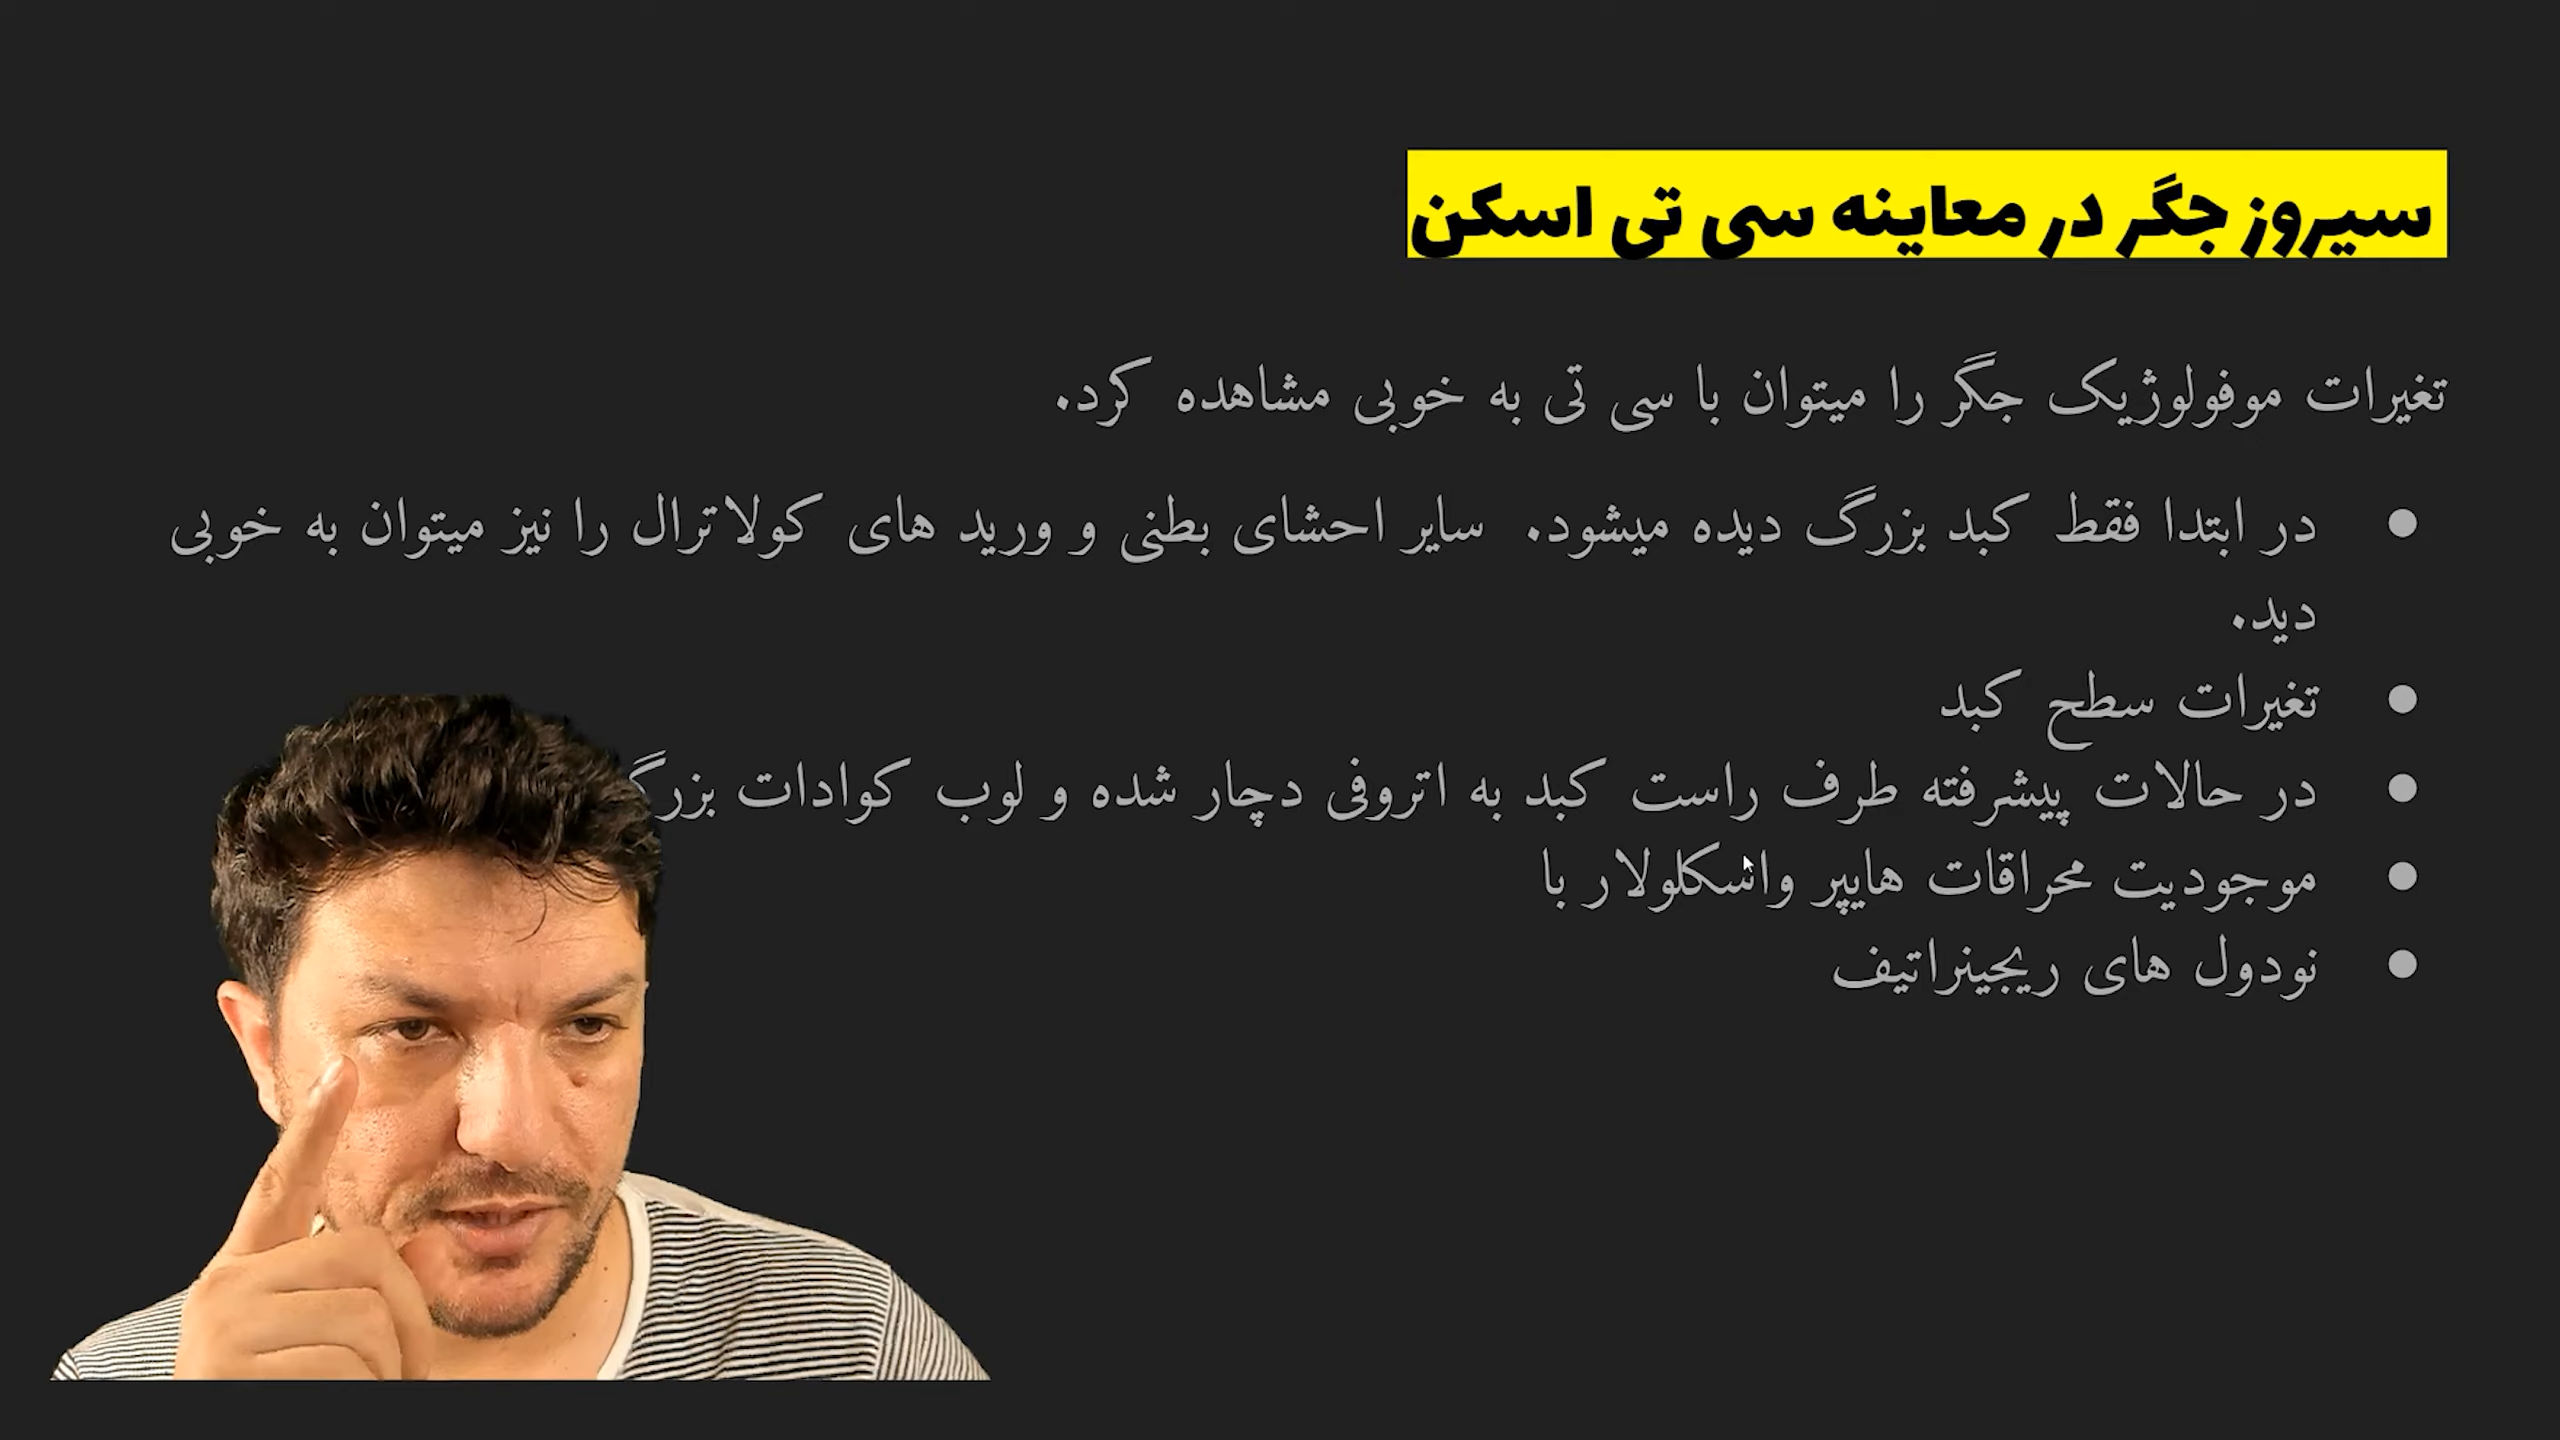 سیروز جگر در معاینه سی تی اسکن
تغیرات موفولوژیک جگر را میتوان با سی تی به خوبی مشاهده کرد.
● در ابتدا فقط کبد بزرگ دیده میشود. سایر احشای بطنی و ورید های کولاترال را نیز میتوان به خوبی
دید.
● تغیرات سطح کبد
● در حالات پیشرفته طرف راست کبد به اتروفی دچار شده و لوب کوادات بزرگ
● موجودیت محراقات هایپر واسکلولار با
● نودول های ریجینراتیف